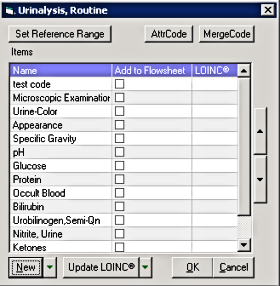 Urinalysis, Routine
Set Reference Range AttrCode MergeCode
Items
Name Add to Flowsheet LOINC®
test code
Microscopic Examination
Urine-Color
Appearance
Specific Gravity
pH
Glucose
Protein
Occult Blood
Bilirubin
Urobilinogen,Semi-Qn
Nitrite, Urine
Ketones
New Update LOINC® OK Cancel